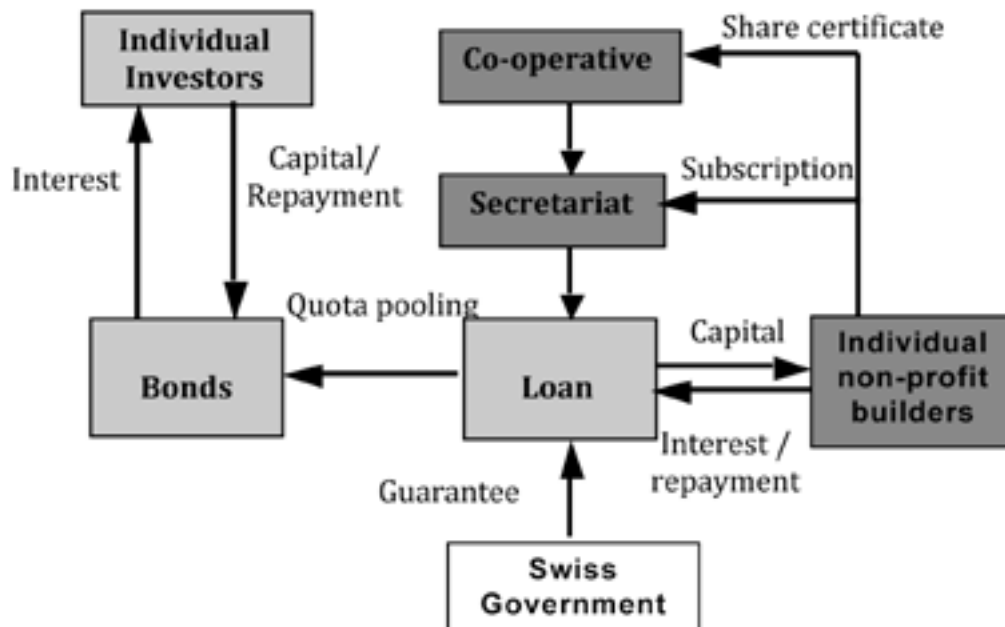 Individual
Investors
Co-operative
Share certificate
Interest
Capital/
Repayment
Subscription
Secretariat
Quota pooling
Bonds
Loan
Capital
Individual
non-profit
builders
Interest /
repayment
Guarantee
Swiss
Government